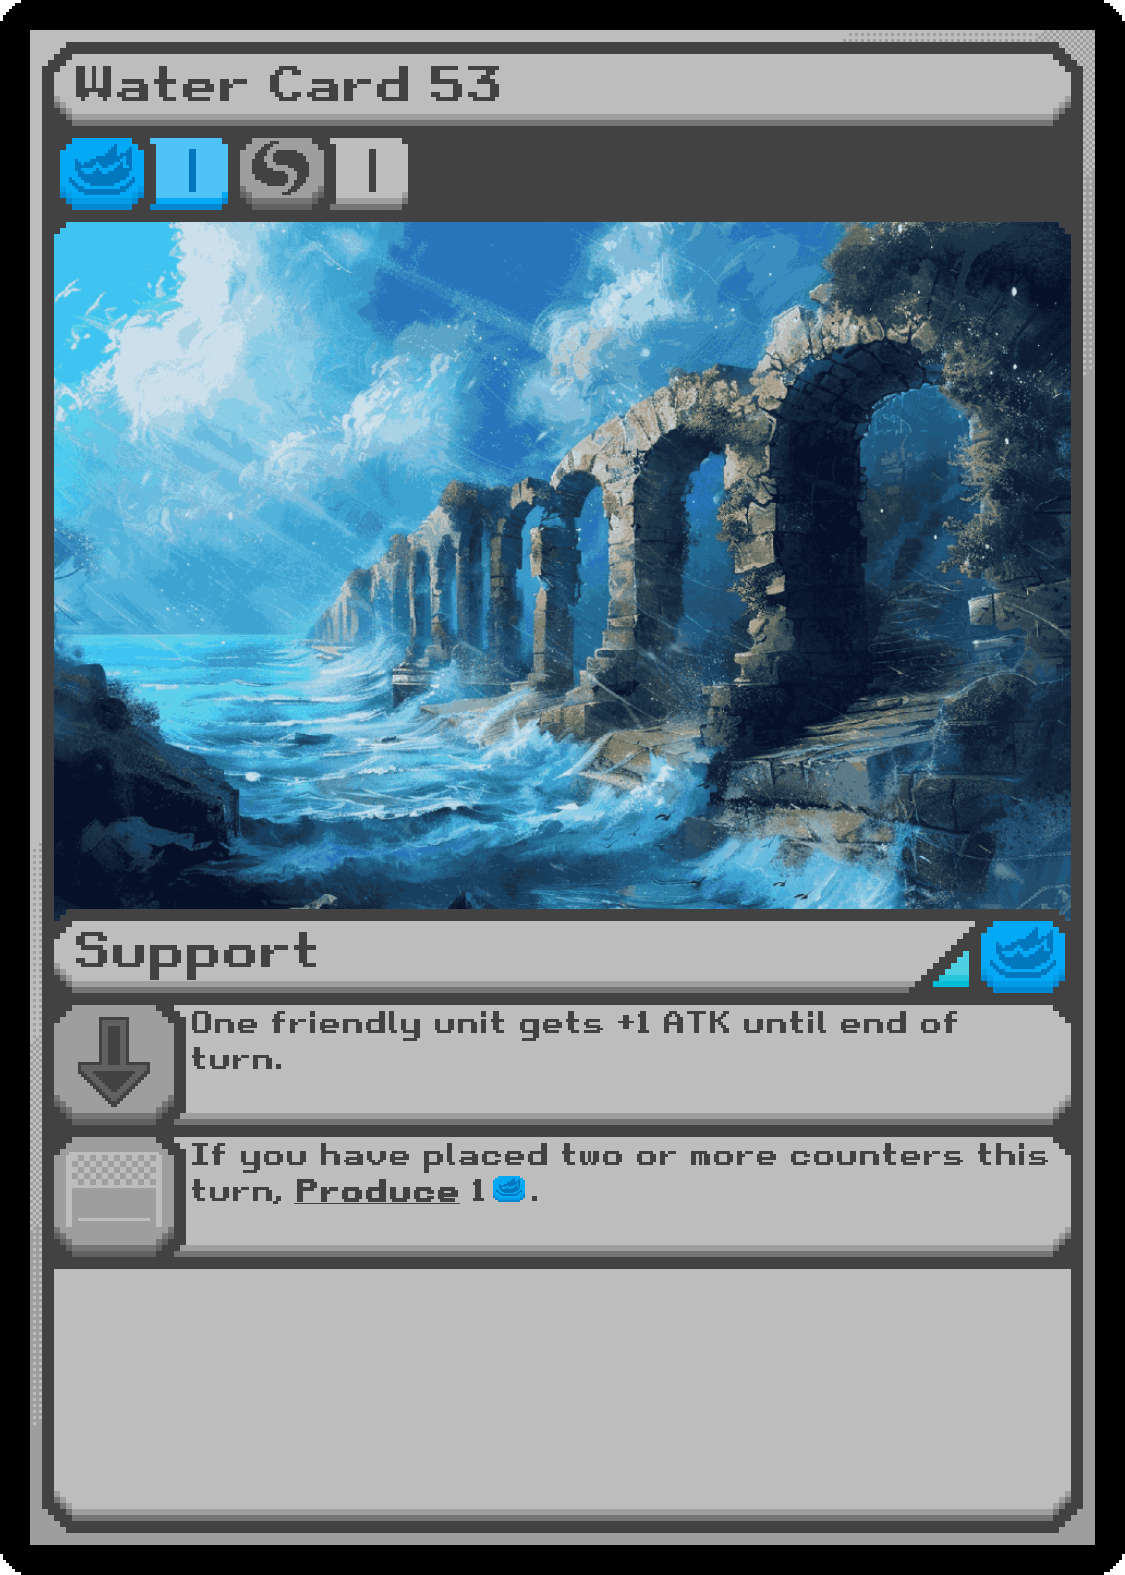 Water Card 53
1 1
Support
One friendly unit gets +1 ATK until end of
turn.
If you have placed two or more counters this
turn, Produce 1.